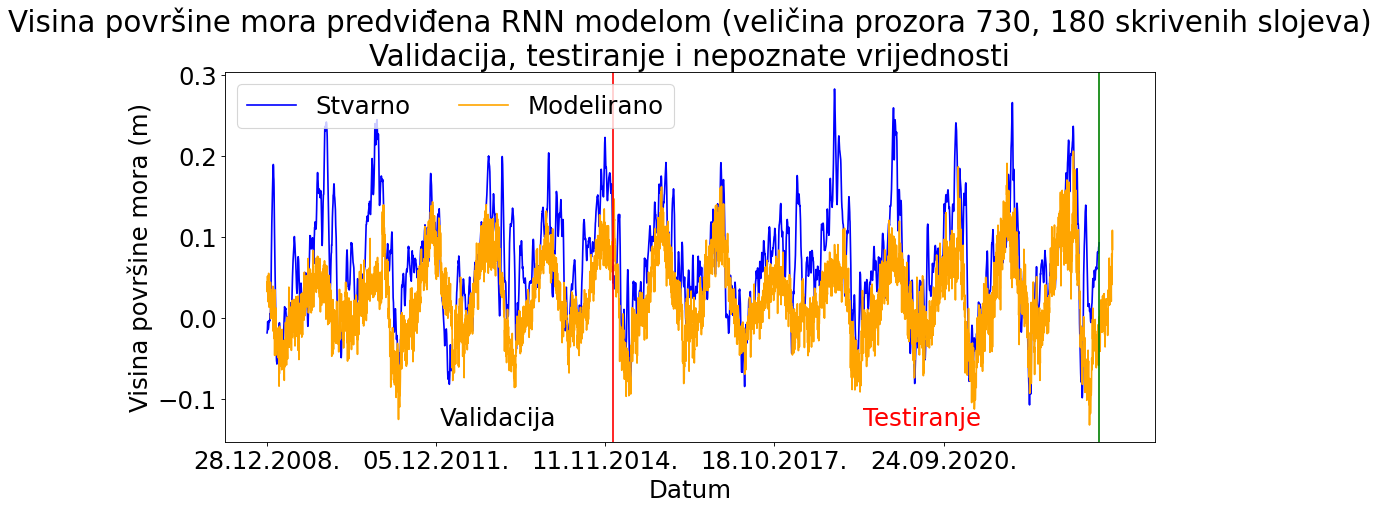 Visina površine mora predviđena RNN modelom (veličina prozora 730, 180 skrivenih slojeva)
Validacija, testiranje i nepoznate vrijednosti
Stvarno
Modelirano
Visina površine mora (m)
0.3
0.2
0.1
0.0
−0.1
Validacija
Testiranje
28.12.2008.
05.12.2011.
11.11.2014.
18.10.2017.
24.09.2020.
Datum